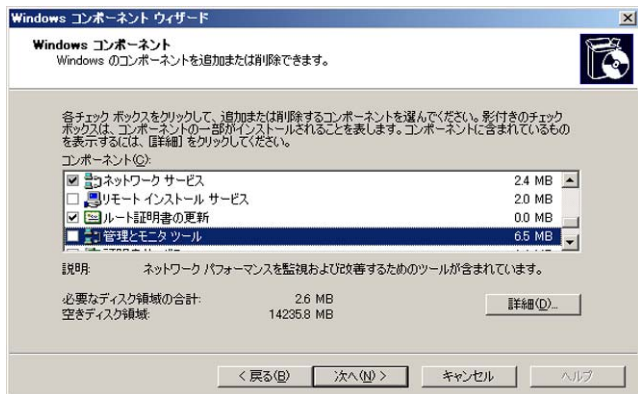 Windows コンポーネント ウィザード
Windows コンポーネント
Windows のコンポーネントを追加または削除できます。
各チェック ボックスをクリックして、追加または削除するコンポーネントを選んでください。影付きのチェック
ボックスは、コンポーネントの一部がインストールされることを表します。コンポーネントに含まれているもの
を表示するには、[詳細] をクリックしてください。
コンポーネント(C):
ネットワーク サービス 2.4 MB
リモート インストール サービス 2.0 MB
ルート証明書の更新 0.0 MB
管理とモニタ ツール 6.5 MB
説明: ネットワーク パフォーマンスを監視および改善するためのツールが含まれています。
必要なディスク領域の合計: 2.6 MB
空きディスク領域: 14235.8 MB
詳細(D)...
< 戻る(B) 次へ(N) > キャンセル ヘルプ